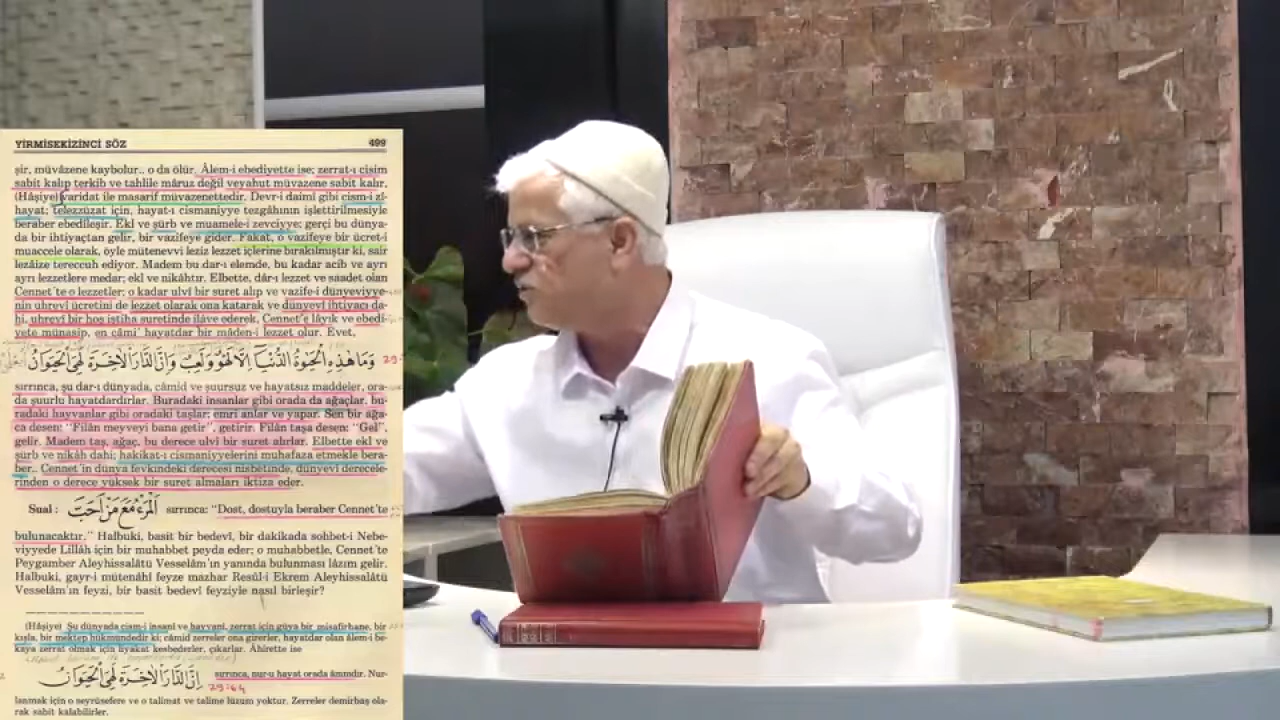 YİRMİSEKİZİNCİ SÖZ 499
şir, müvâzene kaybolur.. o da ölür. Âlem-i ebediyette ise; zerrat-ı cisim
sabit kalıp terkib ve tahlile mâruz değil veyahut müvazene sabit kalır,
(Hâşiye) varidat ile masarif müvazenettedir. Devr-i daimî gibi cism-i zî-
hayat; telezzüzat için, hayat-ı cismaniyye tezgâhının işlettirilmesiyle
beraber ebedîleşir. Ekl ve şürb ve muamele-i zevciyye; gerçi bu dünya-
da bir ihtiyaçtan gelir, bir vazifeye gider. Fakat, o vazifeye bir ücret-i
muaccele olarak, öyle mütenevvi leziz lezzet içlerine bırakılmıştır ki, sair
lezâize tereccuh ediyor. Madem bu dar-ı elemde, bu kadar acib ve ayrı
ayrı lezzetlere medar; ekl ve nikâhtır. Elbette, dâr-ı lezzet ve saadet olan
Cennet'te o lezzetler; o kadar ulvî bir suret alıp ve vazife-i dünyeviyye-
nin uhrevî ücretini de lezzet olarak ona katarak ve dünyevî ihtiyacı da-
hi, uhrevî bir hoş iştiha suretinde ilâve ederek, Cennet'e lâyık ve ebedi-
yete münasip, en câmi' hayatdar bir mâden-i lezzet olur. Evet,
وَمَا هٰذِهِ الْحَيٰوةُ الدُّنْيَٓا اِلَّا لَهْوٌ وَلَعِبٌ وَاِنَّ الدَّارَ الْاٰخِرَةَ لَهِىَ الْحَيَوَانُ
sırrınca, şu dar-ı dünyada, câmid ve şuursuz ve hayatsız maddeler, ora-
da şuurlu hayatdardırlar. Buradaki insanlar gibi orada da ağaçlar, bu-
radaki hayvanlar gibi oradaki taşlar; emri anlar ve yapar. Sen bir ağa-
ca desen: "Filân meyveyi bana getir", getirir. Filân taşa desen: "Gel",
gelir. Madem taş, ağaç, bu derece ulvî bir suret alırlar. Elbette ekl ve
şürb ve nikâh dahi; hakikat-ı cismaniyyelerini muhafaza etmekle bera-
ber.. Cennet'in dünya fevkindeki derecesi nisbetinde, dünyevî derecele-
rinden o derece yüksek bir suret almaları iktiza eder.
Sual : اَلْمَرْءُ مَعَ مَنْ اَحَبَّ sırrınca: "Dost, dostuyla beraber Cennet'te
bulunacaktır." Halbuki, basit bir bedevî, bir dakikada sohbet-i Nebe-
viyyede Lillâh için bir muhabbet peyda eder; o muhabbetle, Cennet'te
Peygamber Aleyhissalâtü Vesselâm'ın yanında bulunması lâzım gelir.
Halbuki, gayr-i mütenâhî feyze mazhar Resûl-i Ekrem Aleyhissalâtü
Vesselâm'ın feyzi, bir basit bedevî feyziyle nasıl birleşir?
(Hâşiye) Şu dünyada cism-i insanî ve hayvanî, zerrat için güya bir misafirhane, bir
kışla, bir mektep hükmündedir ki; câmid zerreler ona girerler, hayatdar olan âlem-i be-
kaya zerrat olmak için liyakat kesbederler, çıkarlar. Âhirette ise
اِنَّ الدَّارَ الْاٰخِرَةَ لَهِىَ الْحَيَوَانُ sırrınca, nur-u hayat orada âmmdır. Nur-
29:64
lanmak için o seyrüsefere ve o talimat ve talime lüzum yoktur. Zerreler demirbaş ola-
rak sabit kalabilirler.